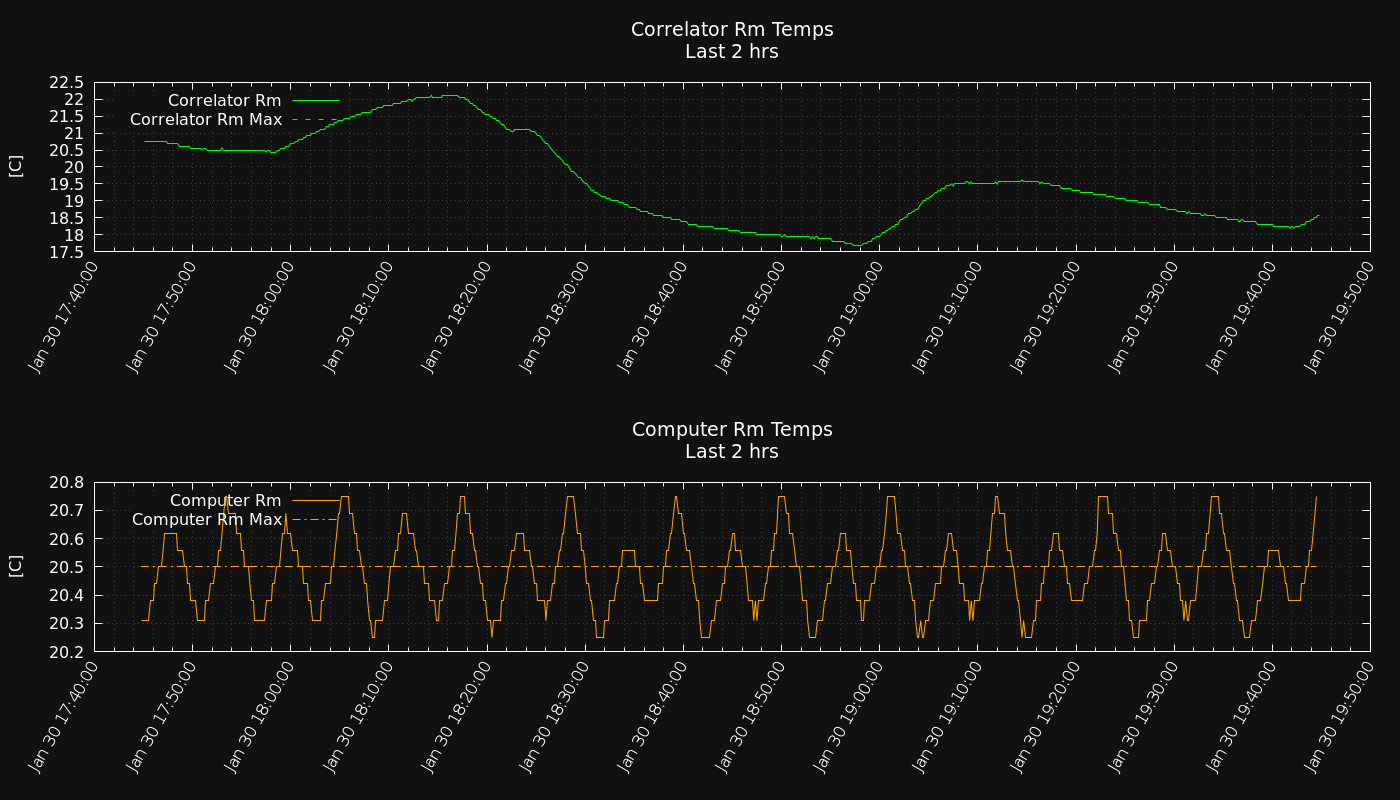 Correlator Rm Temps
Last 2 hrs
22.5
22
21.5
21
20.5
20
19.5
19
18.5
18
17.5
[C]
Correlator Rm
Correlator Rm Max
Jan 30 17:40:00
Jan 30 17:50:00
Jan 30 18:00:00
Jan 30 18:10:00
Jan 30 18:20:00
Jan 30 18:30:00
Jan 30 18:40:00
Jan 30 18:50:00
Jan 30 19:00:00
Jan 30 19:10:00
Jan 30 19:20:00
Jan 30 19:30:00
Jan 30 19:40:00
Jan 30 19:50:00
Computer Rm Temps
Last 2 hrs
20.8
20.7
20.6
20.5
20.4
20.3
20.2
[C]
Computer Rm
Computer Rm Max
Jan 30 17:40:00
Jan 30 17:50:00
Jan 30 18:00:00
Jan 30 18:10:00
Jan 30 18:20:00
Jan 30 18:30:00
Jan 30 18:40:00
Jan 30 18:50:00
Jan 30 19:00:00
Jan 30 19:10:00
Jan 30 19:20:00
Jan 30 19:30:00
Jan 30 19:40:00
Jan 30 19:50:00